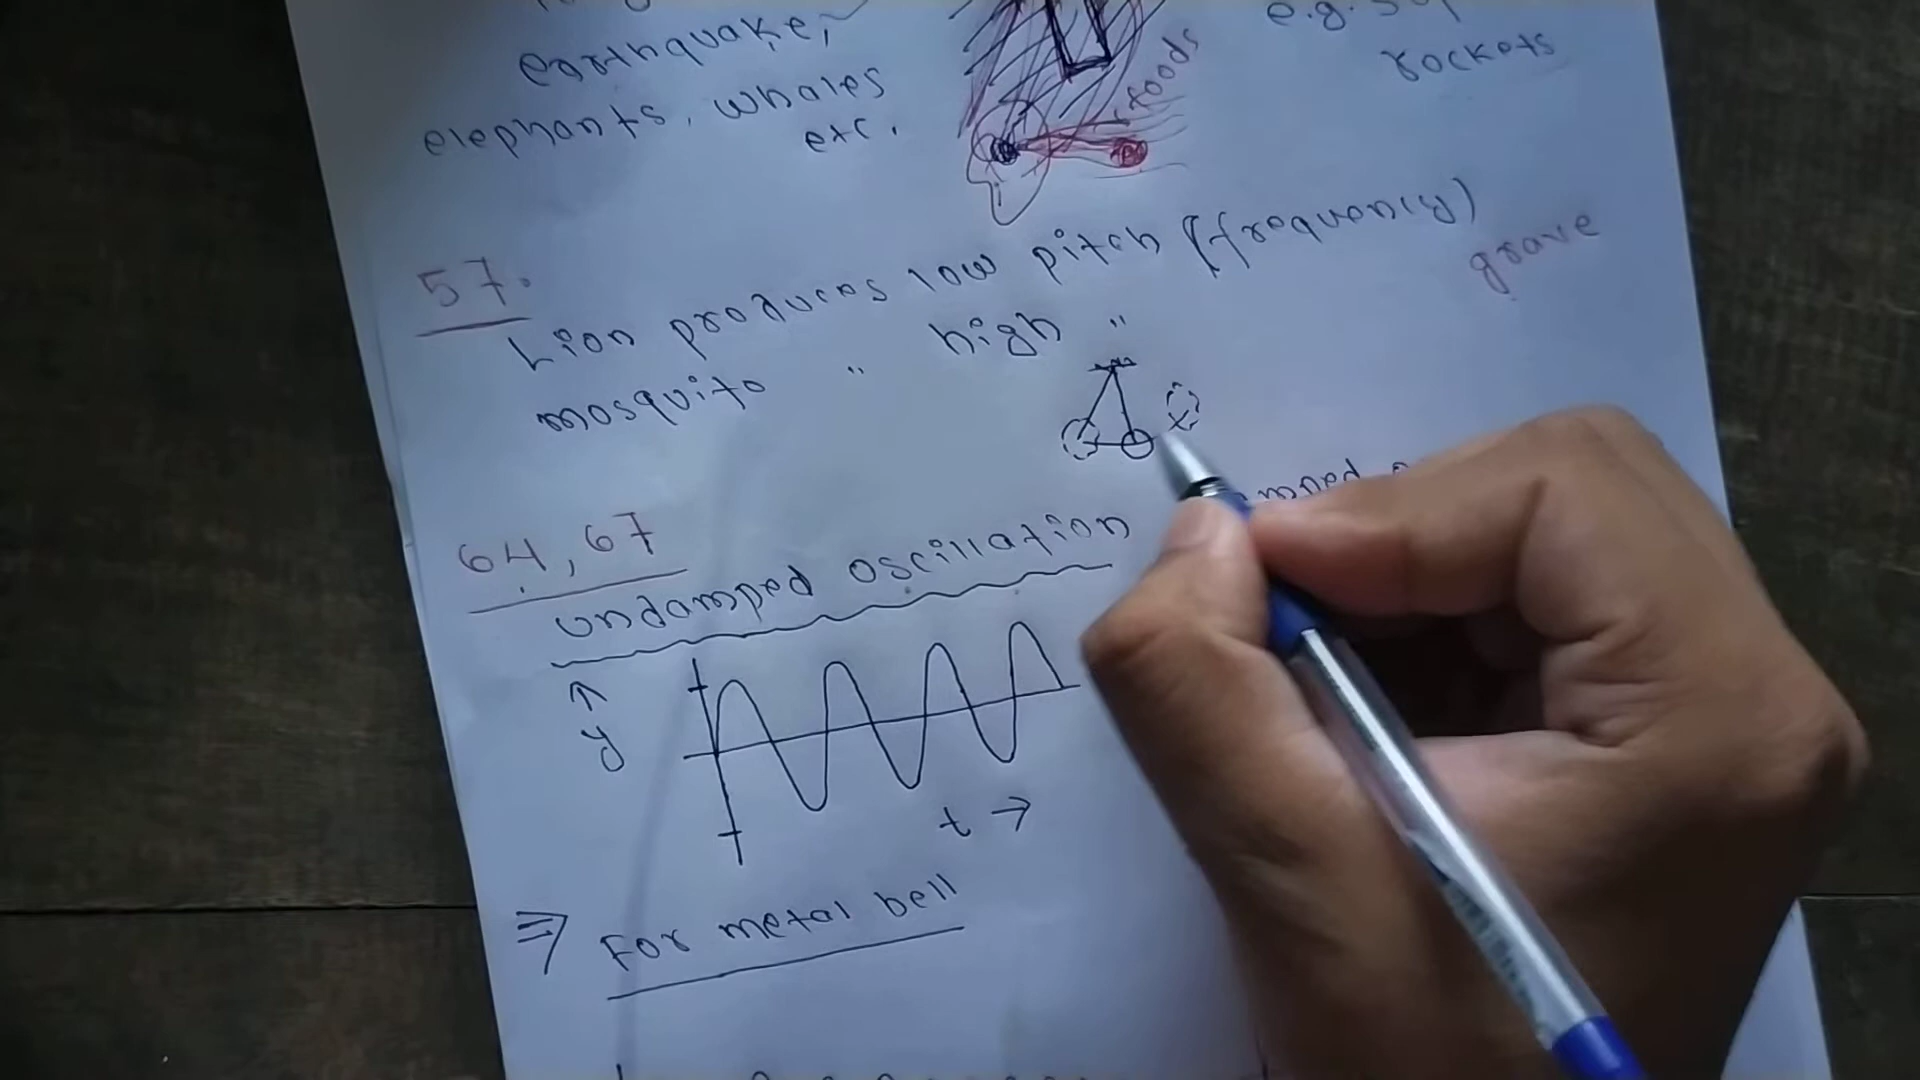 earthquake,
elephants, whales
etc.
foods
e.g.
rockets
57.
Lion produces low pitch (frequency)
mosquito " high "
grave
64, 67
undamped oscillation
y
t →
⇒ For metal bell